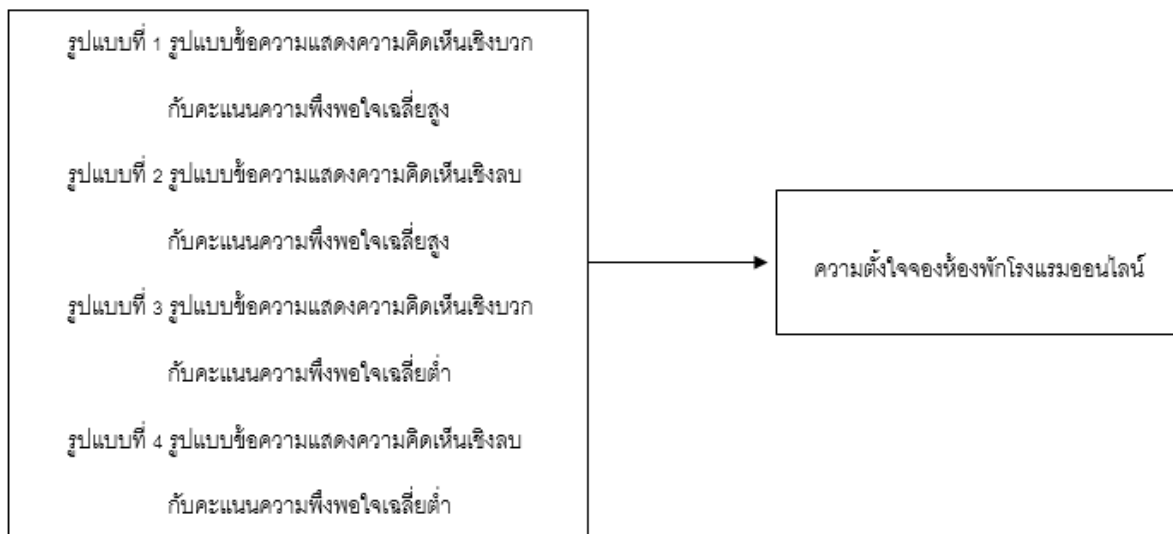 รูปแบบที่ 1 รูปแบบข้อความแสดงความคิดเห็นเชิงบวก
กับคะแนนความพึงพอใจเฉลี่ยสูง
รูปแบบที่ 2 รูปแบบข้อความแสดงความคิดเห็นเชิงลบ
กับคะแนนความพึงพอใจเฉลี่ยสูง
รูปแบบที่ 3 รูปแบบข้อความแสดงความคิดเห็นเชิงบวก
กับคะแนนความพึงพอใจเฉลี่ยต่ำ
รูปแบบที่ 4 รูปแบบข้อความแสดงความคิดเห็นเชิงลบ
กับคะแนนความพึงพอใจเฉลี่ยต่ำ
ความตั้งใจจองห้องพักโรงแรมออนไลน์